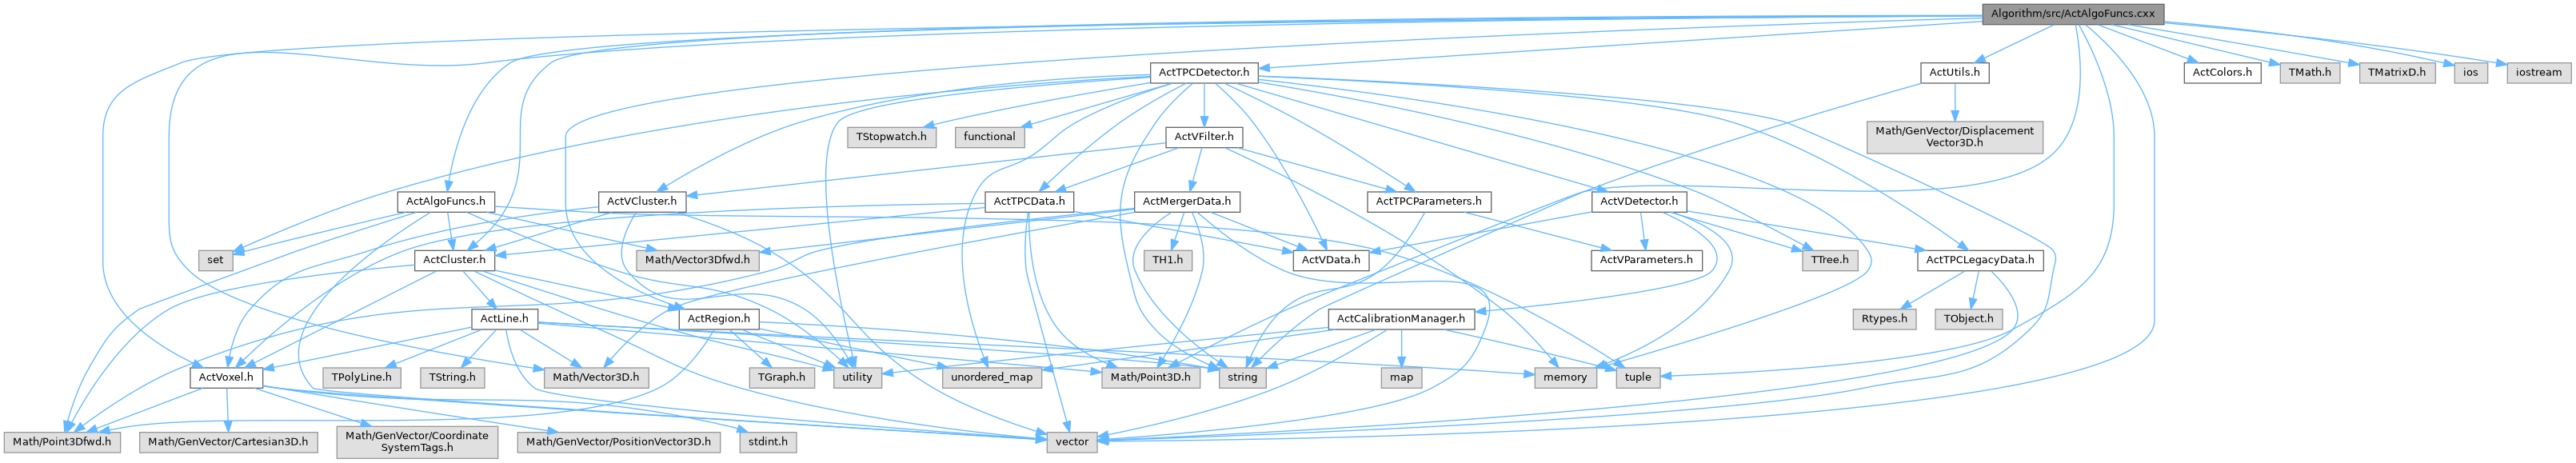 Algorithm/src/ActAlgoFuncs.cxx
ActTPCDetector.h
ActUtils.h
ActColors.h
TMath.h
TMatrixD.h
ios
iostream
TStopwatch.h
functional
ActVFilter.h
Math/GenVector/Displacement
Vector3D.h
ActAlgoFuncs.h
ActVCluster.h
ActTPCData.h
ActMergerData.h
ActTPCParameters.h
ActVDetector.h
set
ActCluster.h
Math/Vector3Dfwd.h
TH1.h
ActVData.h
ActVParameters.h
TTree.h
ActTPCLegacyData.h
ActLine.h
ActRegion.h
ActCalibrationManager.h
Rtypes.h
TObject.h
ActVoxel.h
TPolyLine.h
TString.h
Math/Vector3D.h
TGraph.h
utility
unordered_map
Math/Point3D.h
string
map
memory
tuple
Math/Point3Dfwd.h
Math/GenVector/Cartesian3D.h
Math/GenVector/Coordinate
SystemTags.h
Math/GenVector/PositionVector3D.h
stdint.h
vector